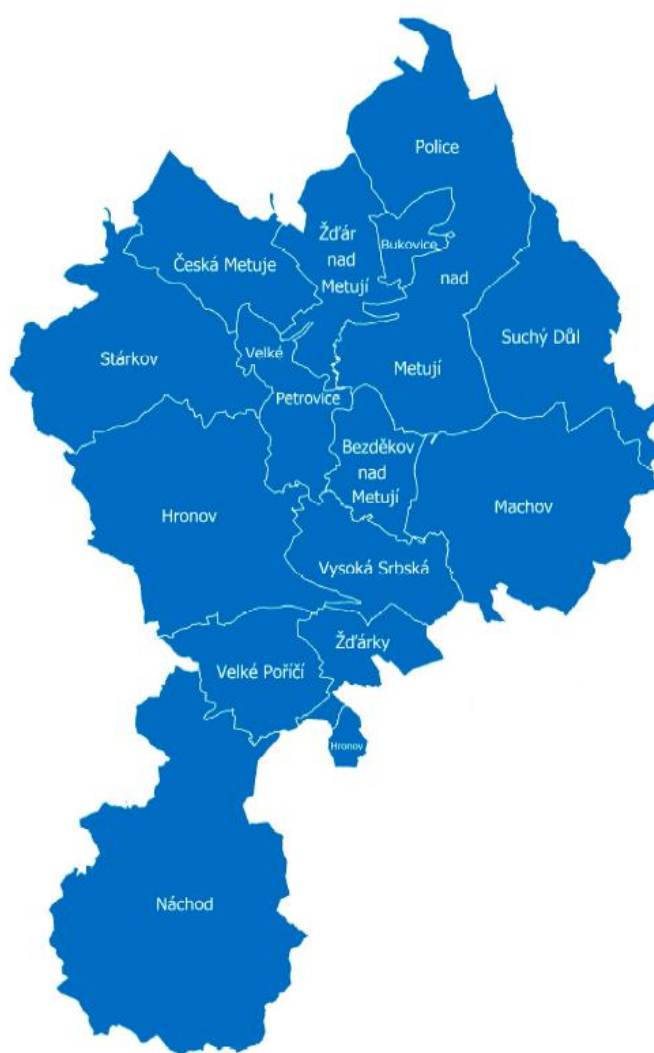 Police
nad
Metují
Bukovice
Žďár
nad
Metují
Česká Metuje
Suchý Důl
Velké
Petrovice
Stárkov
Bezděkov
nad
Metují
Machov
Hronov
Vysoká Srbská
Žďárky
Velké Poříčí
Hronov
Náchod